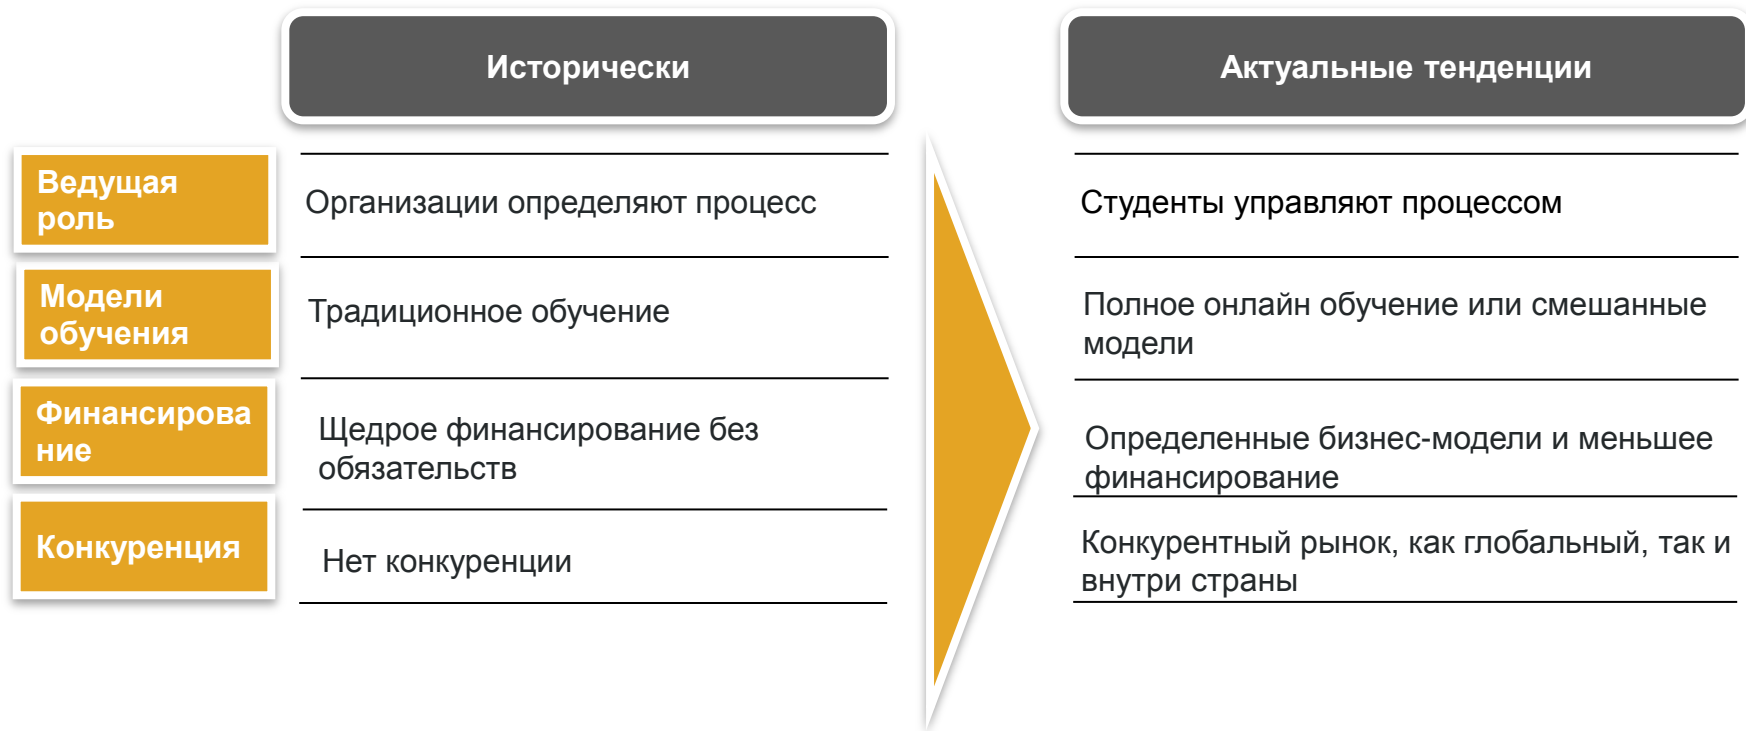 Исторически
Актуальные тенденции
Ведущая
роль
Организации определяют процесс
Студенты управляют процессом
Модели
обучения
Традиционное обучение
Полное онлайн обучение или смешанные
модели
Финансирова
ние
Щедрое финансирование без
обязательств
Определенные бизнес-модели и меньшее
финансирование
Конкуренция
Нет конкуренции
Конкурентный рынок, как глобальный, так и
внутри страны